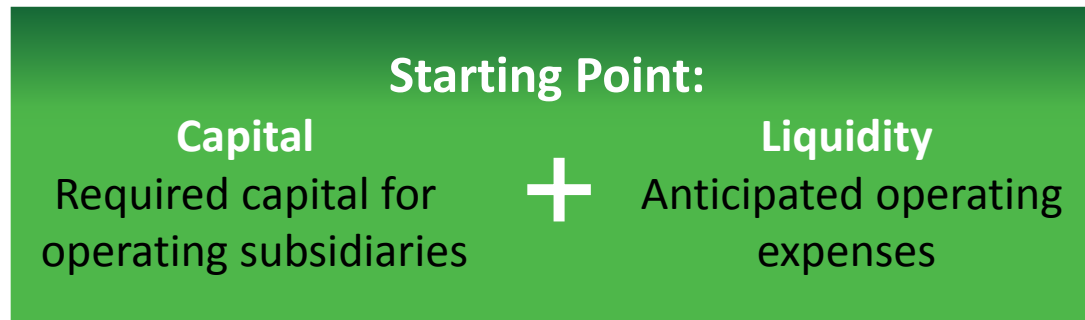 Starting Point:
Capital
Required capital for
operating subsidiaries
+
Liquidity
Anticipated operating
expenses